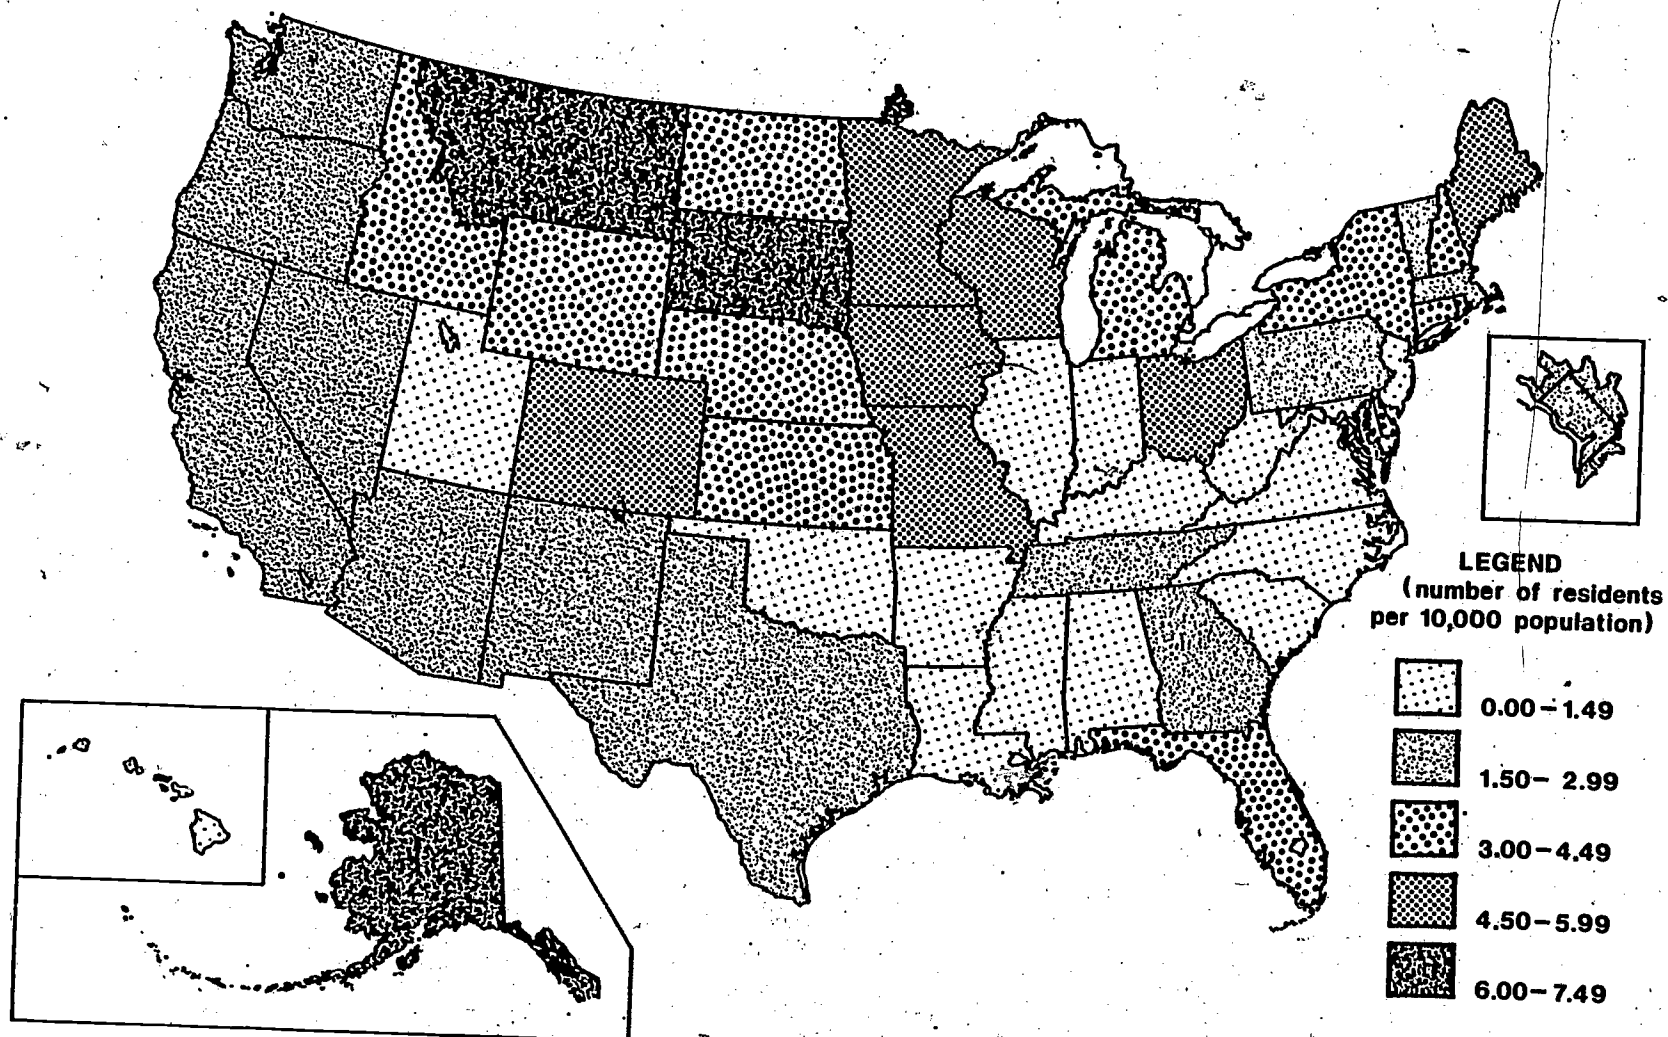 LEGEND
(number of residents
per 10,000 population)
0.00-1.49
1.50-2.99
3.00-4.49
4.50-5.99
6.00-7.49